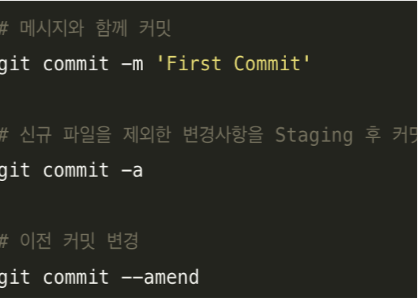 # 메시지와 함께 커밋
git commit -m 'First Commit'
# 신규 파일을 제외한 변경사항을 Staging 후 커밋
git commit -a
# 이전 커밋 변경
git commit --amend